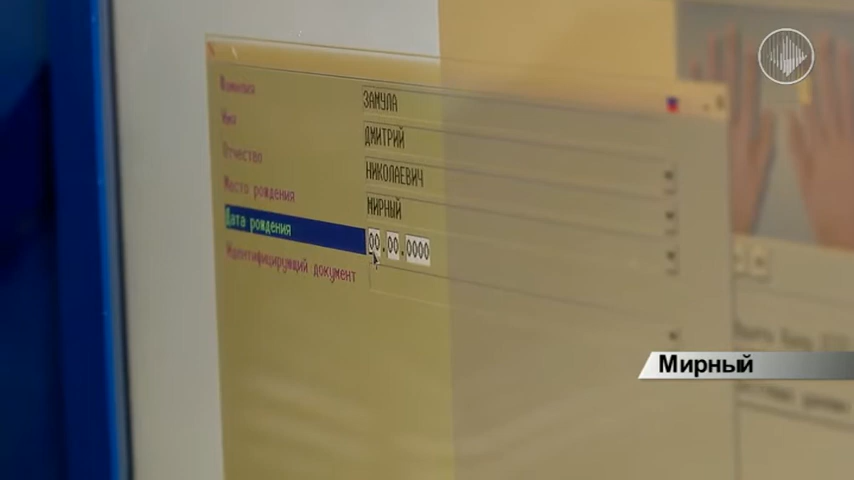 Фамилия ЗАМУЛА
Имя ДМИТРИЙ
Отчество НИКОЛАЕВИЧ
Место рождения МИРНЫЙ
Дата рождения 00.00.0000
Идентифицирующий документ
Мирный